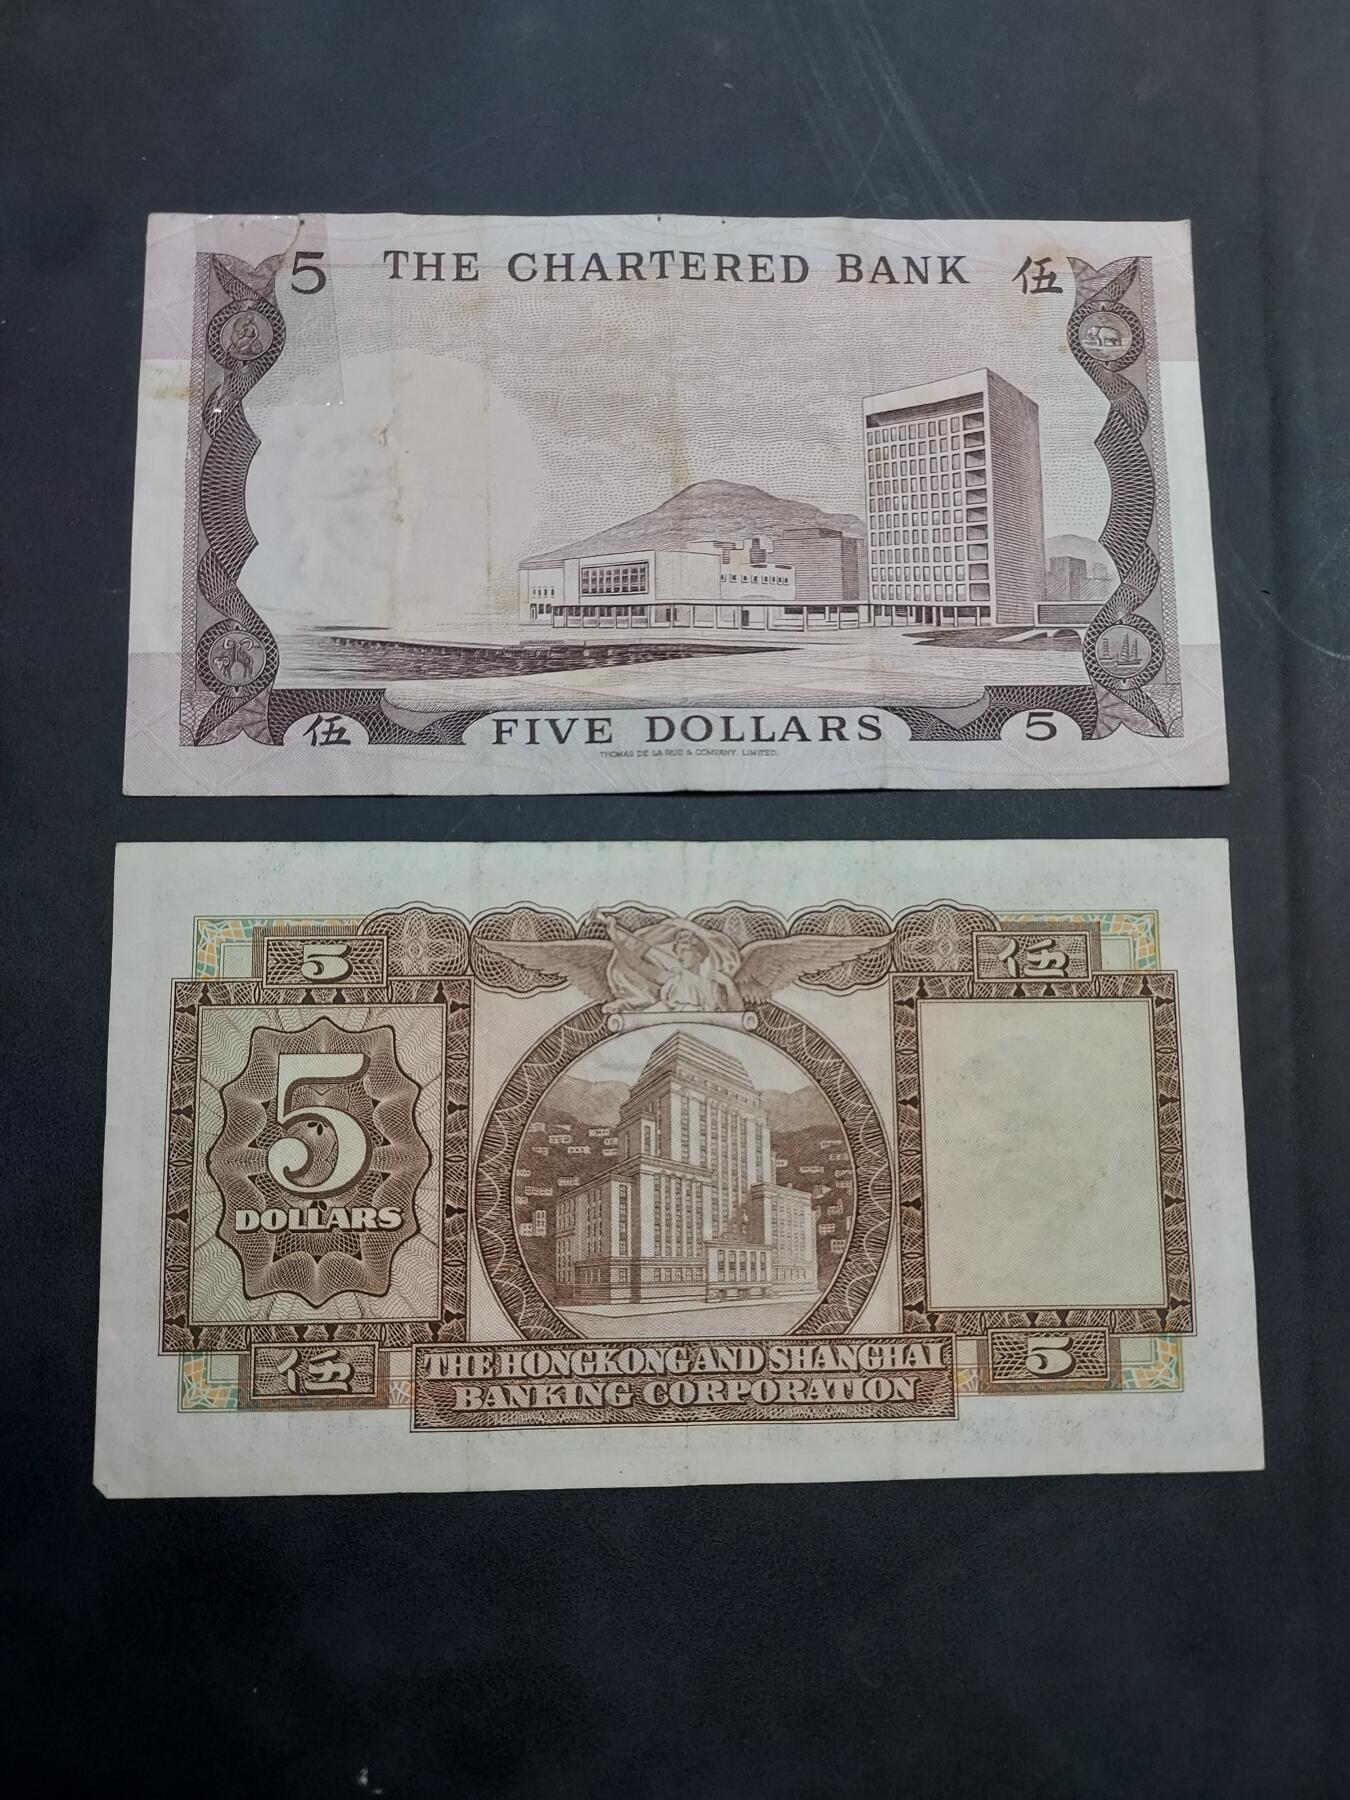 5 THE CHARTERED BANK 伍
伍 FIVE DOLLARS 5
THOMAS DE LA RUE & COMPANY, LIMITED.
5 伍
5
DOLLARS
伍 THE HONGKONG AND SHANGHAI 5
BANKING CORPORATION